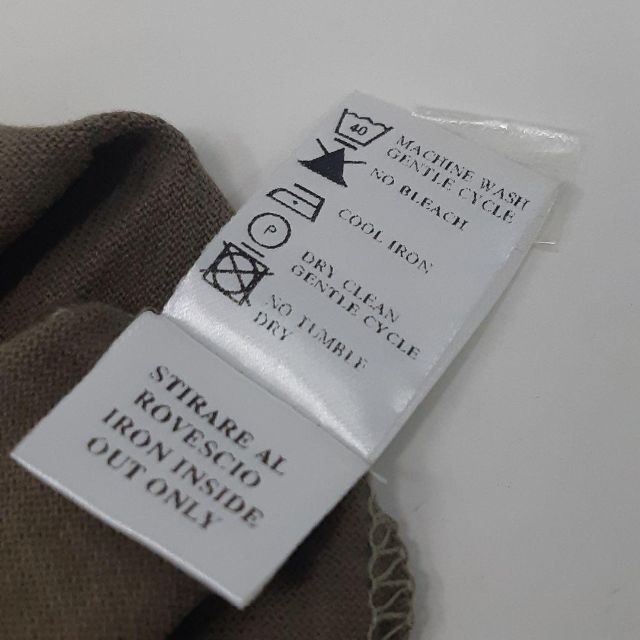 40
MACHINE WASH
GENTLE CYCLE
NO BLEACH
COOL IRON
P
DRY CLEAN
GENTLE CYCLE
NO TUMBLE
DRY
STIRARE AL
ROVESCIO
IRON INSIDE
OUT ONLY